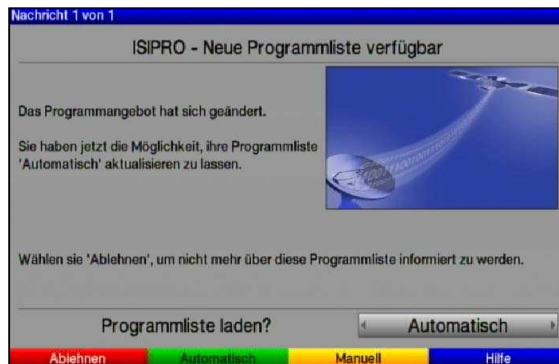 Nachricht 1 von 1
ISIPRO - Neue Programmliste verfügbar
Das Programmangebot hat sich geändert.
Sie haben jetzt die Möglichkeit, ihre Programmliste
'Automatisch' aktualisieren zu lassen.
Wählen sie 'Ablehnen', um nicht mehr über diese Programmliste informiert zu werden.
Programmliste laden? Automatisch
Ablehnen Automatisch Manuell Hilfe